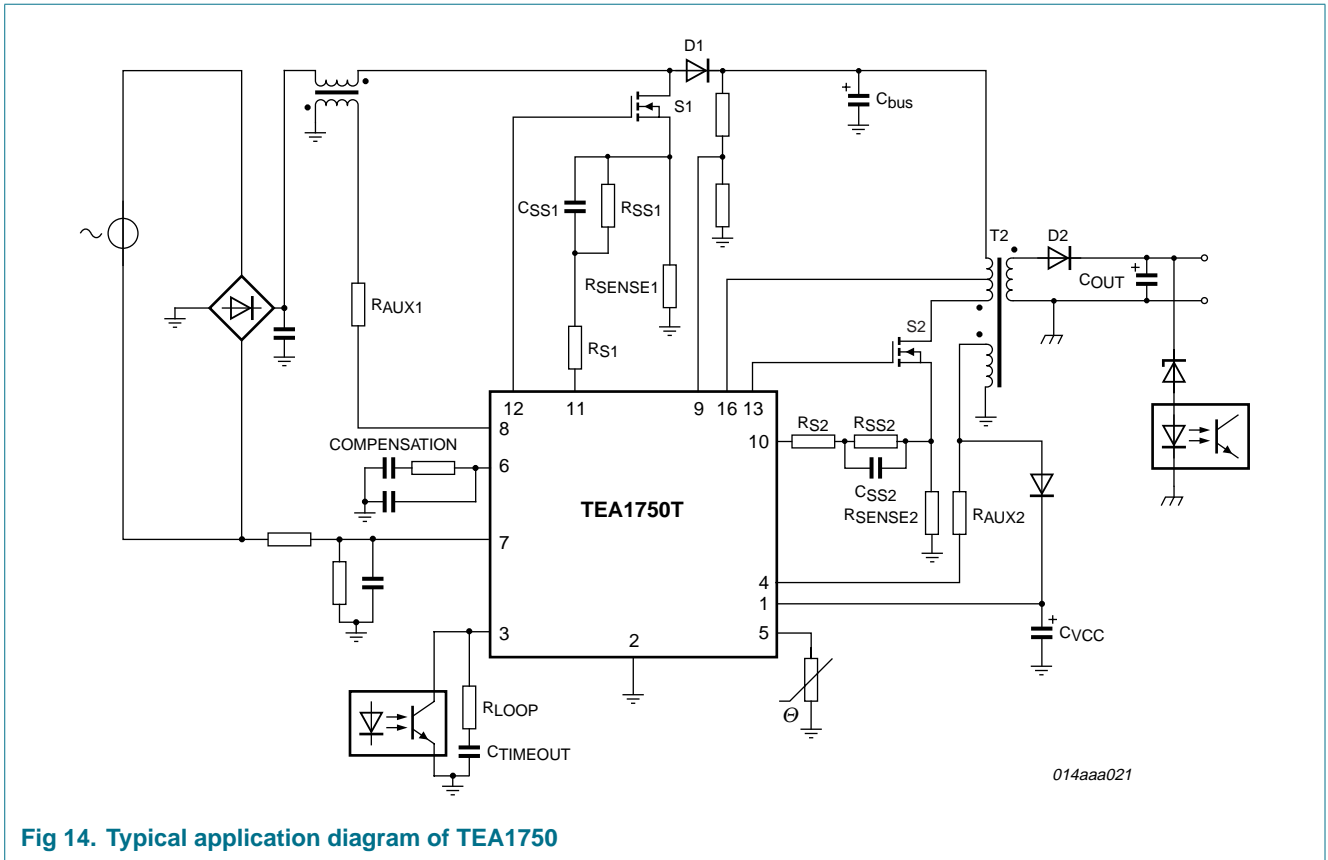 D1
S1
Cbus
CSS1
RSS1
RSENSE1
RAUX1
RS1
T2
D2
COUT
S2
12
11
9
16
13
8
10
RS2
RSS2
CSS2
RSENSE2
RAUX2
COMPENSATION
6
TEA1750T
7
4
1
3
2
5
CVCC
RLOOP
CTIMEOUT
Θ
014aaa021
Fig 14. Typical application diagram of TEA1750